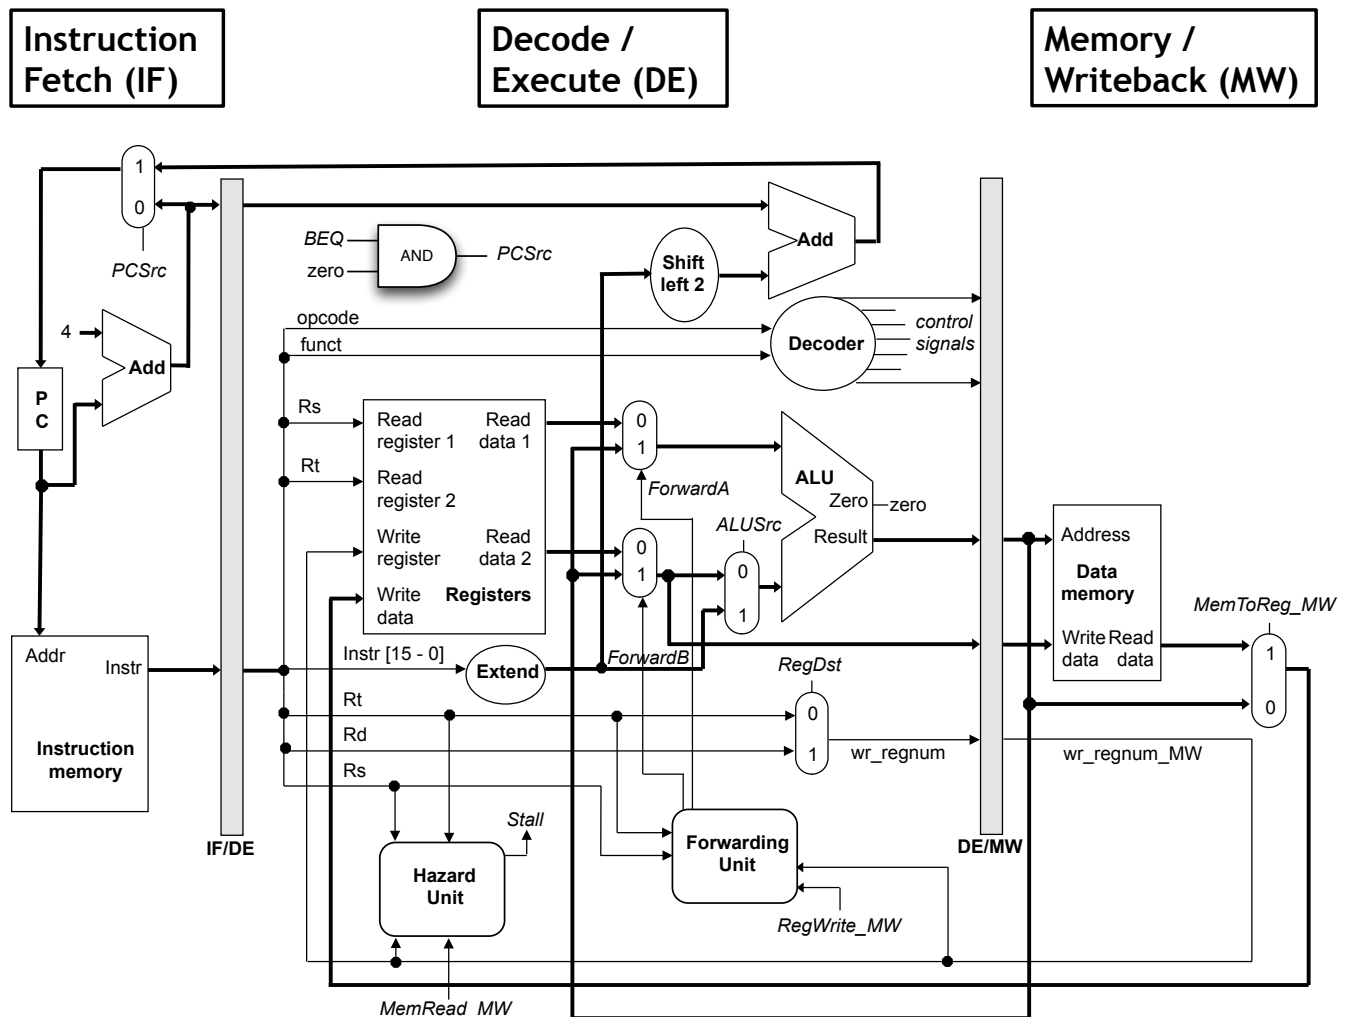 Instruction
Fetch (IF)
Decode /
Execute (DE)
Memory /
Writeback (MW)
1
0
PCSrc
4
Add
P
C
Addr
Instr
Instruction
memory
IF/DE
BEQ
zero
AND
PCSrc
Shift
left 2
Add
opcode
funct
Decoder
control
signals
Rs
Rt
Read
register 1
Read
data 1
Read
register 2
Write
register
Read
data 2
Write
data
Registers
0
1
ForwardA
0
1
ForwardB
ALUSrc
0
1
ALU
Zero
zero
Result
Instr [15 - 0]
Extend
Rt
Rd
Rs
RegDst
0
1
wr_regnum
Stall
Hazard
Unit
MemRead_MW
Forwarding
Unit
RegWrite_MW
DE/MW
Address
Data
memory
Write
data
Read
data
MemToReg_MW
1
0
wr_regnum_MW